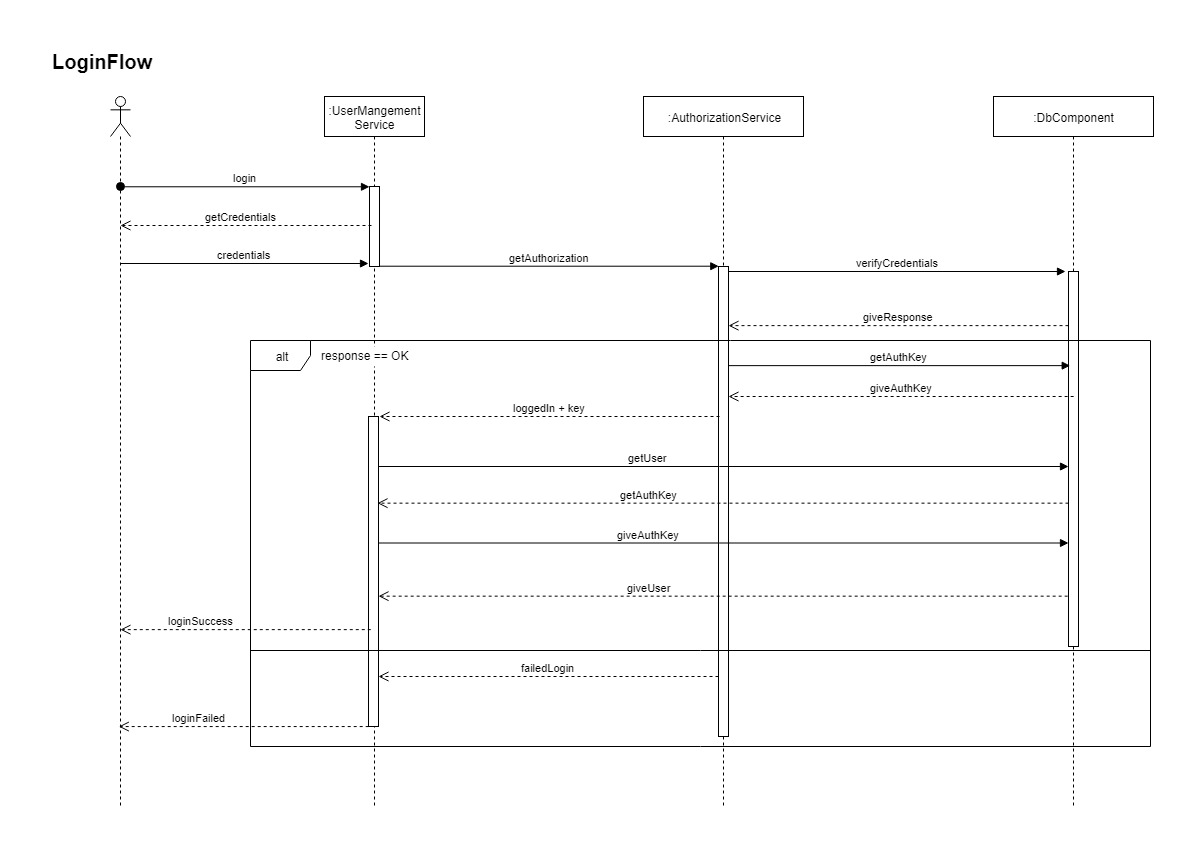 LoginFlow
:UserMangement
Service
:AuthorizationService
:DbComponent
login
getCredentials
credentials
getAuthorization
verifyCredentials
giveResponse
alt
response == OK
getAuthKey
giveAuthKey
loggedIn + key
getUser
getAuthKey
giveAuthKey
giveUser
loginSuccess
failedLogin
loginFailed